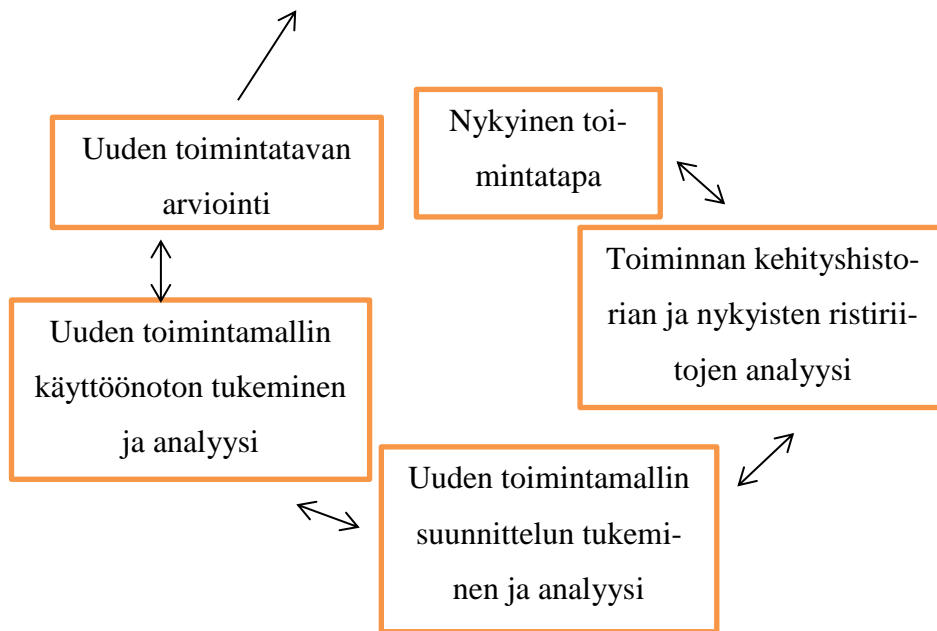 Uuden toimintatavan
arviointi
Nykyinen toi-
mintatapa
Toiminnan kehityshisto-
rian ja nykyisten ristirii-
tojen analyysi
Uuden toimintamallin
käyttöönoton tukeminen
ja analyysi
Uuden toimintamallin
suunnittelun tukemi-
nen ja analyysi